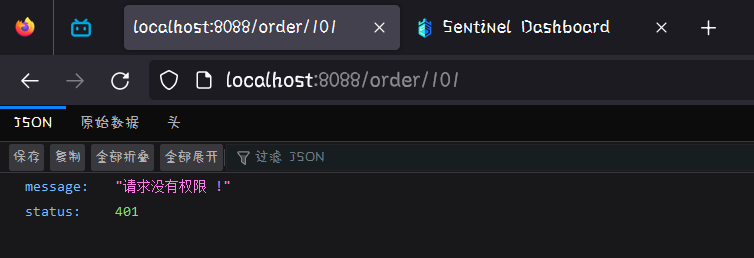 localhost:8088/order/101
Sentinel Dashboard
localhost:8088/order/101
JSON 原始数据 头
保存 复制 全部折叠 全部展开 过滤 JSON
message: "请求没有权限 !"
status: 401